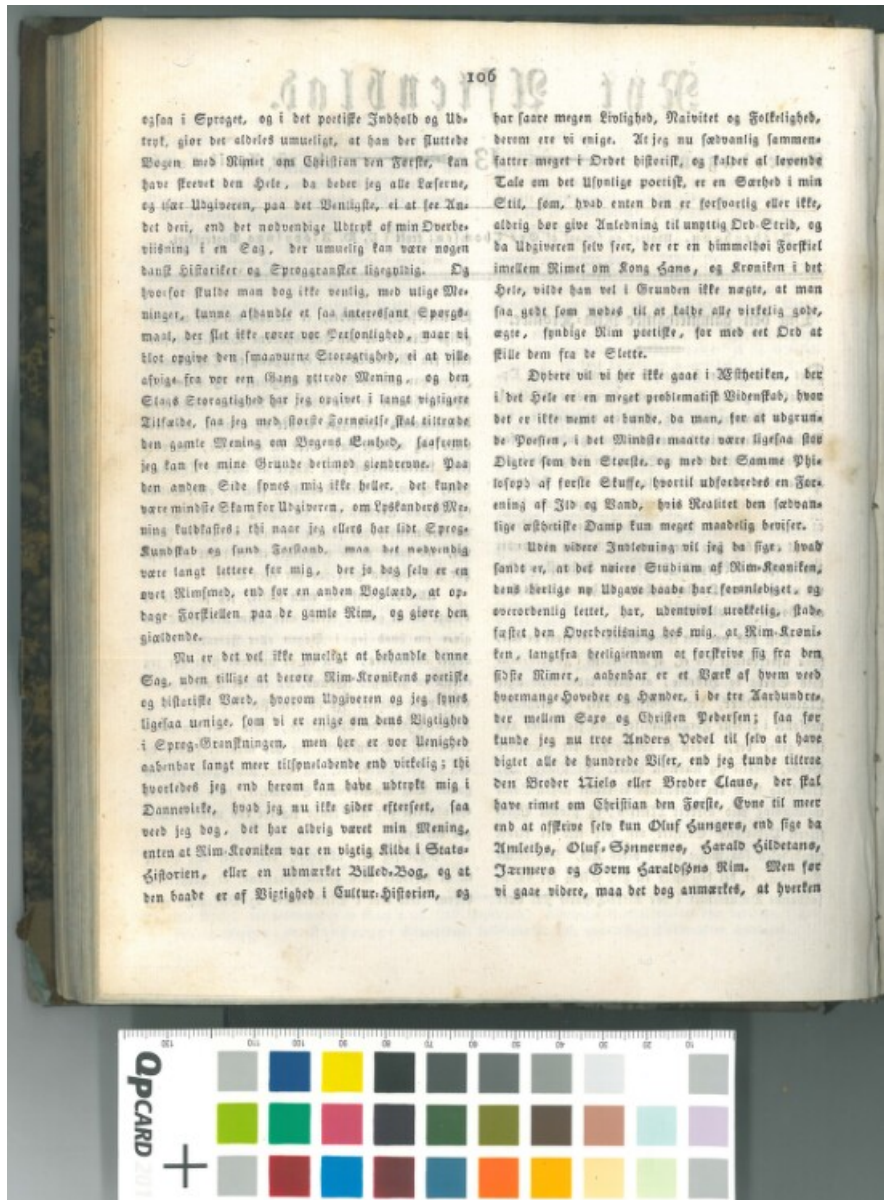 106
ogsaa i Sproget, og i det poetiske Indhold og Ud-
tryk, giør det aldeles umueligt, at han der sluttede
Bogen med Rimet om Christian den Første, kan
have skrevet den Hele, da beder jeg alle Læserne,
og især Udgiveren, paa det Venligste, ei at see An-
det deri, end det nødvendige Udtryk af min Overbe-
viisning i en Sag, der umuelig kan være nogen
dansk Historiker og Sproggransker ligegyldig. Og
hvorfor skulde man dog ikke venlig, med ulige Me-
ninger, kunne afhandle et saa interessant Spørgs-
maal, der slet ikke rører vor Personlighed, naar vi
blot opgive den smaavurne Storagtighed, ei at ville
afvige fra vor een Gang yttrede Mening, og den
Slags Storagtighed har jeg opgivet i langt vigtigere
Tilfælde, saa jeg med største Fornøielse skal tiltræde
den gamle Mening om Bogens Eenhed, saafremt
jeg kan see mine Grunde derimod giendrevne. Paa
den anden Side synes mig ikke heller, det kunde
være mindste Skam for Udgiveren, om Lyskanders Me-
ning kuldkastes; thi naar jeg ellers har lidt Sprog-
Kundskab og sund Forstand, maa det nødvendig
være langt lettere for mig, der jo dog selv er en
øvet Rimsmed, end for en anden Boglærd, at op-
dage Forskiellen paa de gamle Rim, og giøre den
giældende.
Nu er det vel ikke mueligt at behandle denne
Sag, uden tillige at berøre Rim-Krønikens poetiske
og historiske Værd, hvorom Udgiveren og jeg synes
ligesaa uenige, som vi er enige om dens Vigtighed
i Sprog-Granskningen, men her er vor Uenighed
aabenbar langt meer tilsyneladende end virkelig; thi
hvorledes jeg end herom kan have udtrykt mig i
Dannevirke, hvad jeg nu ikke gider efterseet, saa
veed jeg dog, det har aldrig været min Mening,
enten at Rim-Krøniken var en vigtig Kilde i Stats-
Historien, eller en udmærket Billed-Bog, og at
den baade er af Vigtighed i Cultur-Historien, og
har saare megen Livlighed, Naivitet og Folkelighed,
derom ere vi enige. At jeg nu sædvanlig sammen-
fatter meget i Ordet historisk, og kalder al levende
Tale om det Usynlige poetisk, er en Særhed i min
Stil, som, hvad enten den er forsvarlig eller ikke,
aldrig bør give Anledning til unyttig Ord-Strid, og
da Udgiveren selv seer, der er en himmelhøi Forskiel
imellem Rimet om Kong Hans, og Krøniken i det
Hele, vilde han vel i Grunden ikke nægte, at man
saa godt som nødes til at kalde alle virkelig gode,
ægte, fyndige Rim poetiske, for med eet Ord at
skille dem fra de Slette.
Dybere vil vi her ikke gaae i Æsthetiken, der
i det Hele er en meget problematisk Videnskab, hvor
det er ikke nemt at bunde, da man, for at udgrun-
de Poesien, i det Mindste maatte være ligesaa stor
Digter som den Største, og med det Samme Phi-
losoph af første Skuffe, hvortil udfordredes en For-
ening af Ild og Vand, hvis Realitet den sædvan-
lige æsthetiske Damp kun meget maadelig beviser.
Uden videre Indledning vil jeg da sige, hvad
sandt er, at det nøiere Studium af Rim-Krøniken,
dens herlige ny Udgave baade har foranlediget, og
overordenlig lettet, har, udentvivl urokkelig, stad-
fæstet den Overbeviisning hos mig, at Rim-Krøni-
ken, langtfra heeligiennem at forskrive sig fra den
sidste Rimer, aabenbar er et Værk af hvem veed
hvormange Hoveder og Hænder, i de tre Aarhundre-
der mellem Saxo og Christen Pedersen; saa før
kunde jeg nu troe Anders Vedel til selv at have
digtet alle de hundrede Viser, end jeg kunde tiltroe
den Broder Niels eller Broder Claus, der skal
have rimet om Christian den Første, Evne til meer
end at afskrive selv kun Oluf Hungers, end sige da
Amleths, Oluf-Sønnernes, Harald Hildetans,
Jærmers og Gorm Haraldsøns Rim. Men før
vi gaae videre, maa det dog anmærkes, at hverken
QPCARD 201